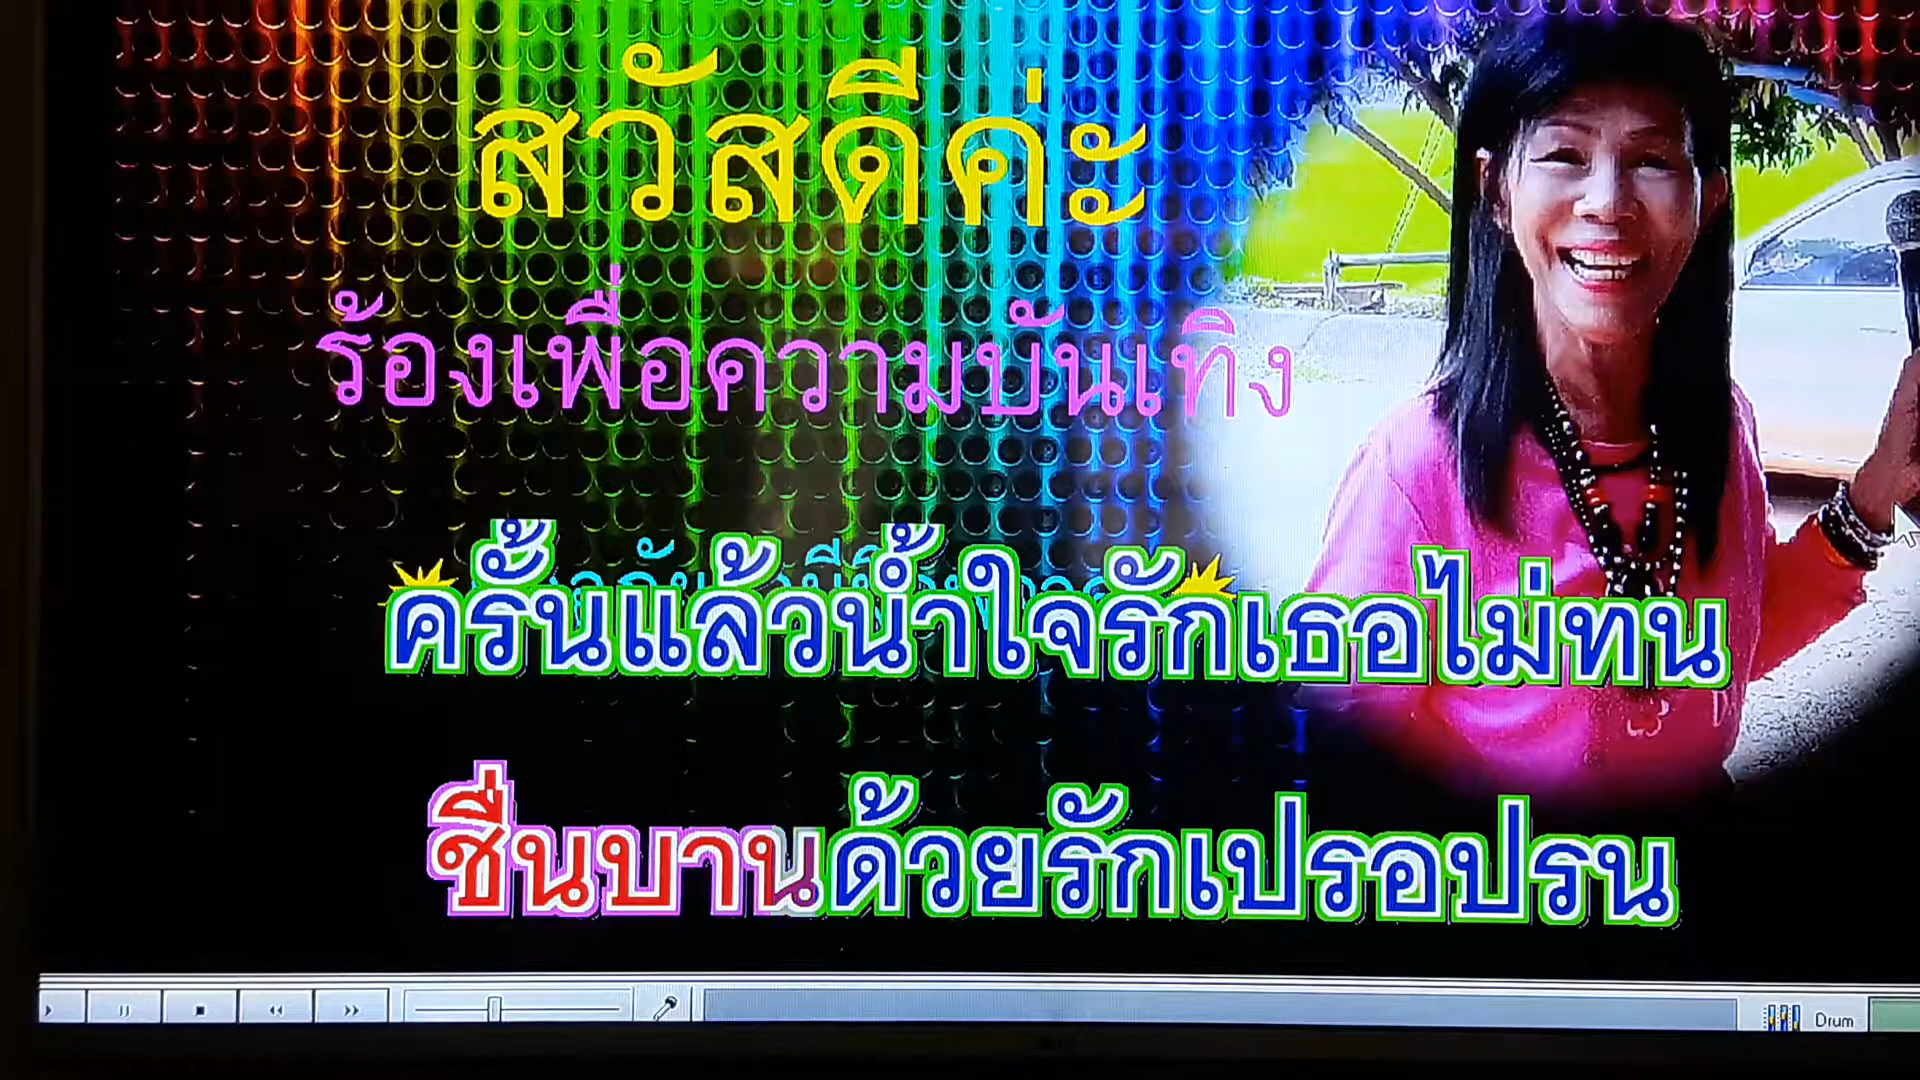 สวัสดีค่ะ
ร้องเพื่อความบันเทิง
ครั้นแล้วน้ำใจรักเธอไม่ทน
ชื่นบานด้วยรักเปรอปรน
Drum